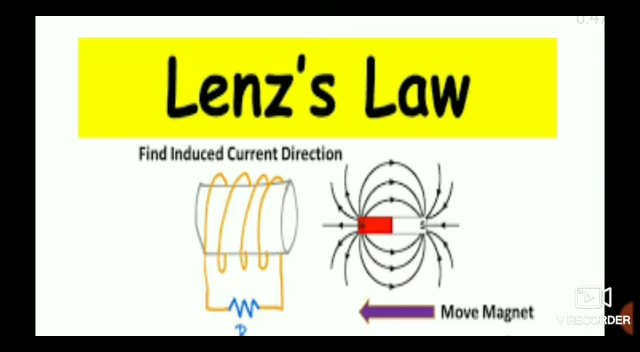 Lenz's Law
Find Induced Current Direction
S
R
Move Magnet
V RECORDER